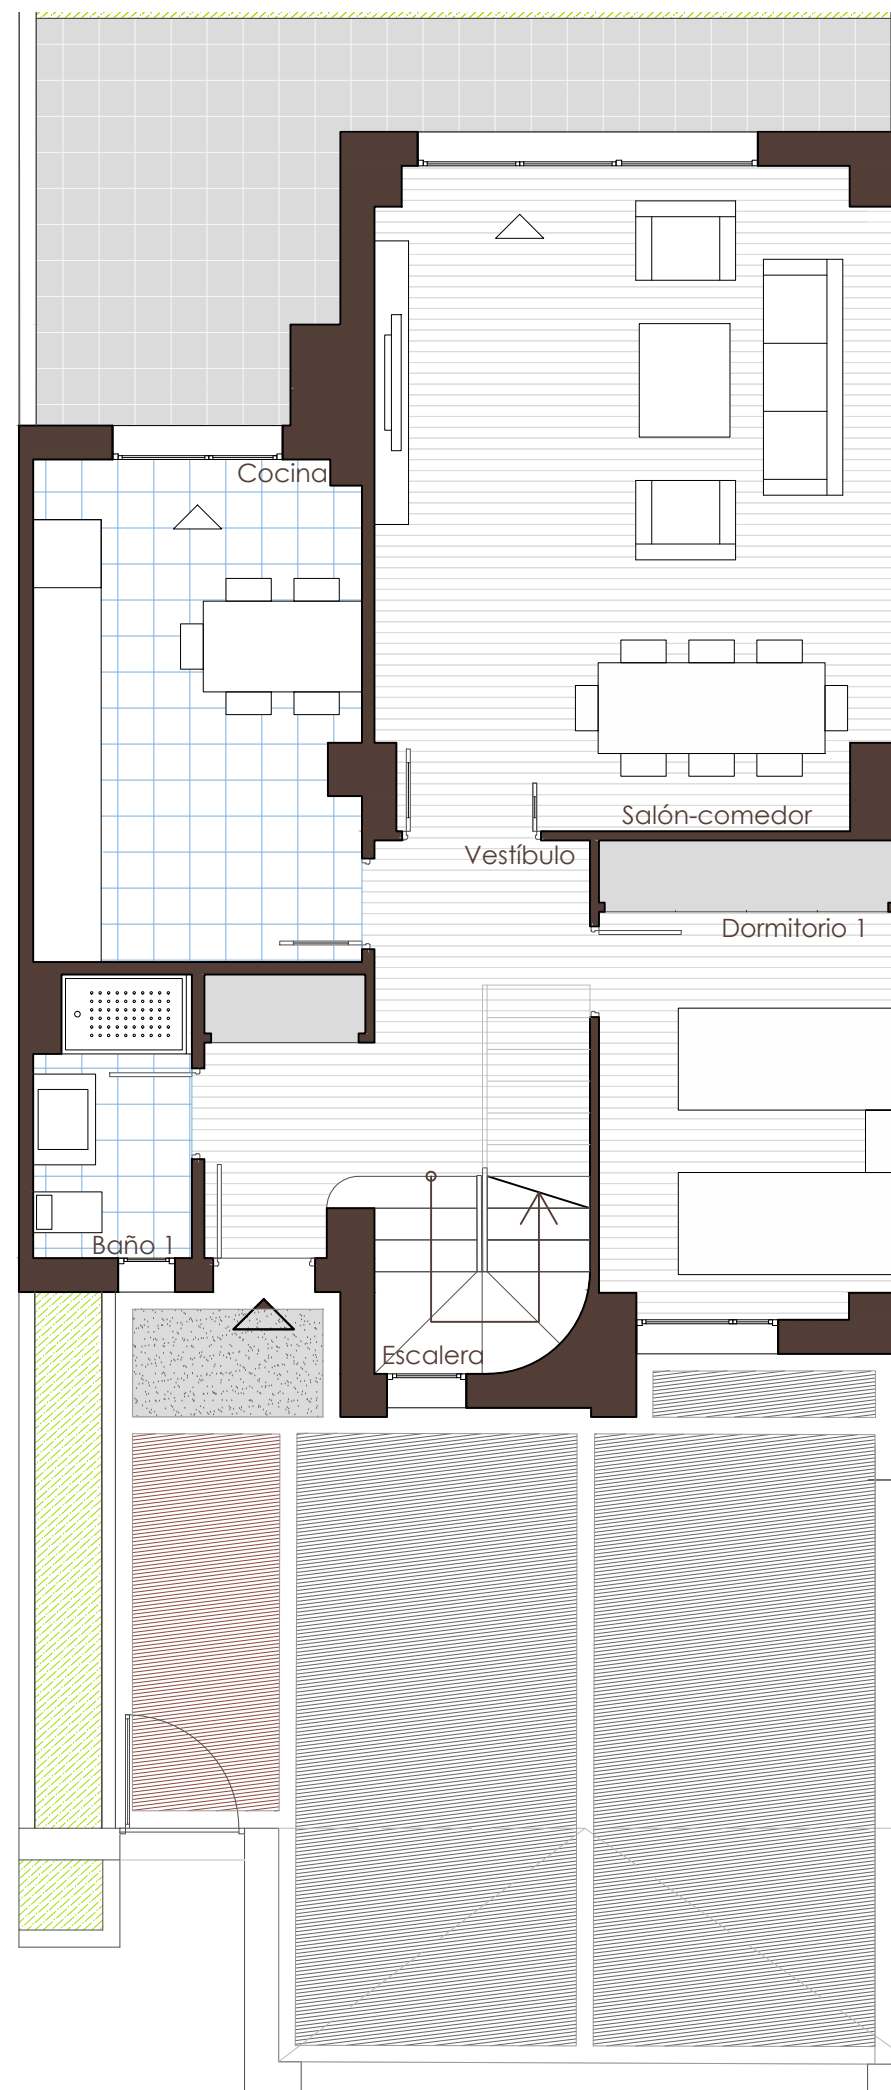 Cocina
Salón-comedor
Vestíbulo
Dormitorio 1
Baño 1
Escalera